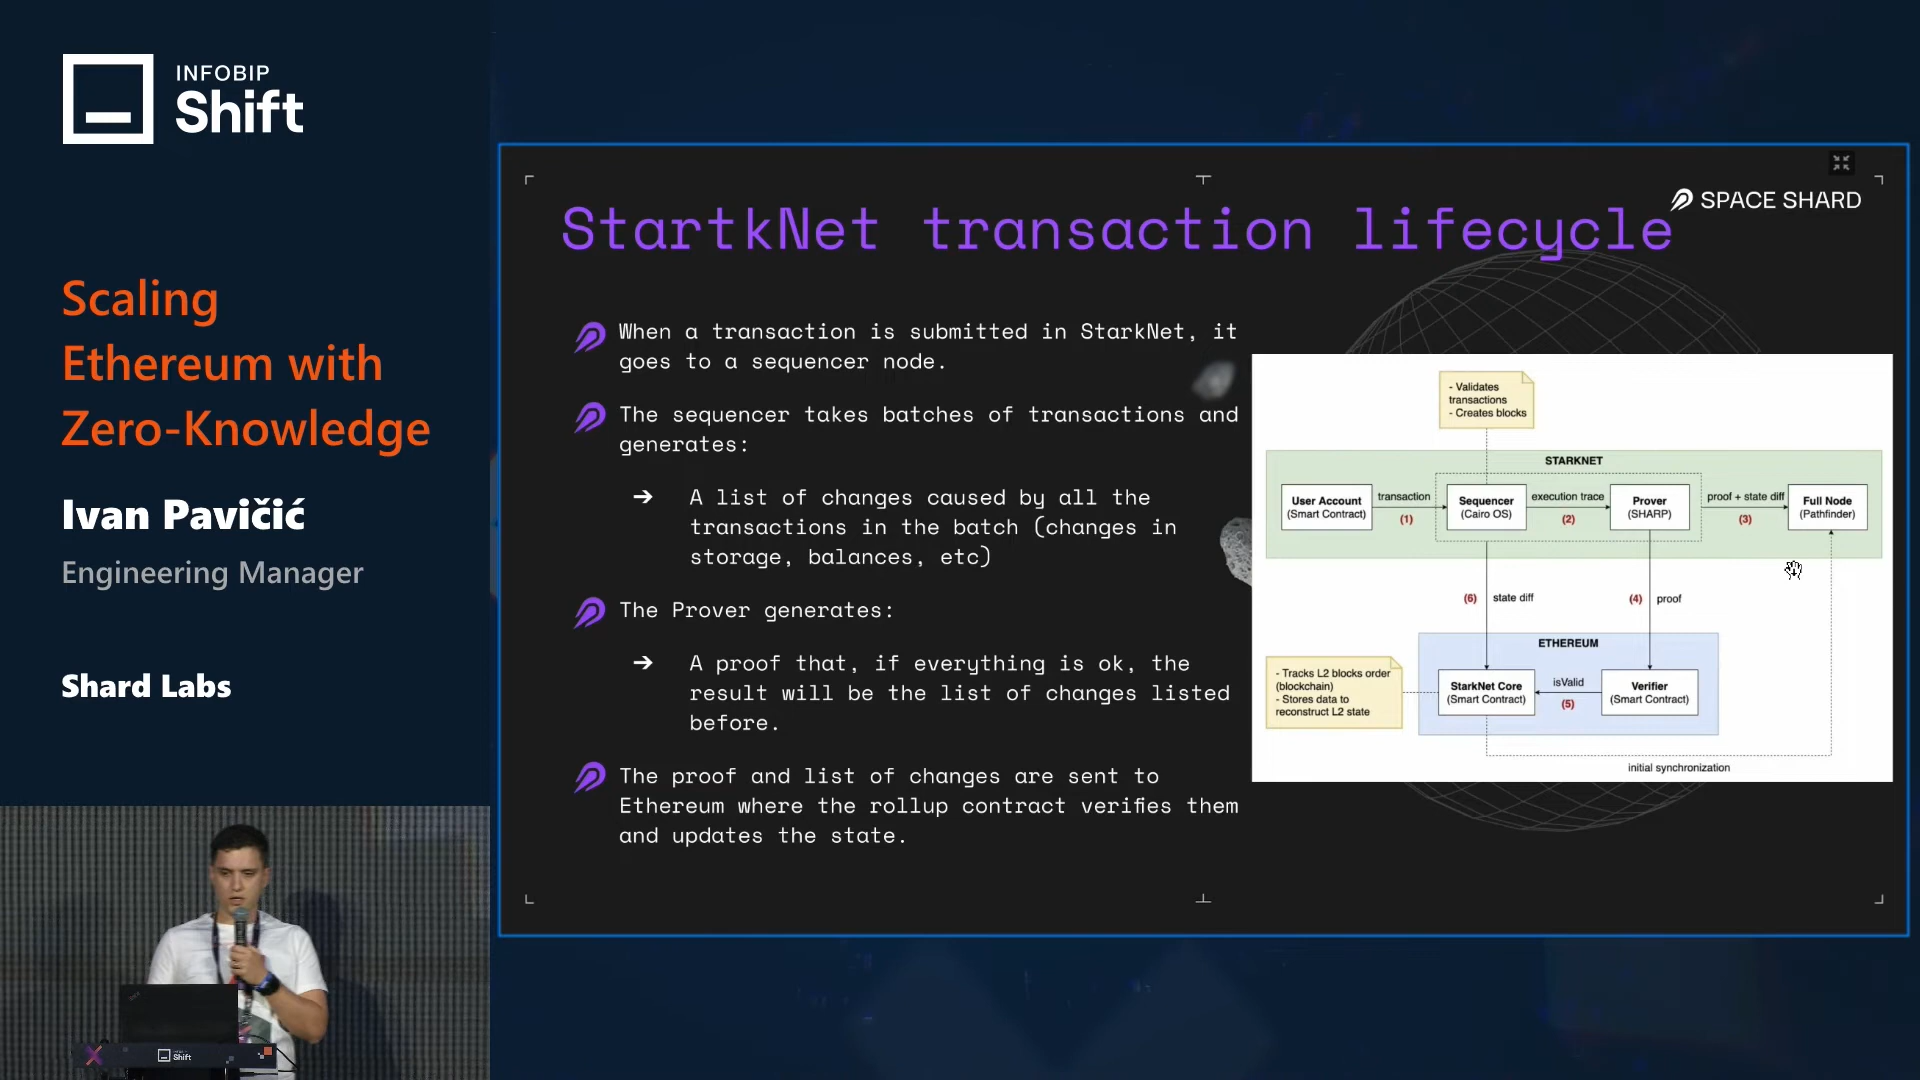 INFOBIP
Shift
Scaling
Ethereum with
Zero-Knowledge
Ivan Pavičić
Engineering Manager
Shard Labs
SPACE SHARD
StartkNet transaction lifecycle
When a transaction is submitted in StarkNet, it
goes to a sequencer node.
The sequencer takes batches of transactions and
generates:
➔ A list of changes caused by all the
transactions in the batch (changes in
storage, balances, etc)
The Prover generates:
➔ A proof that, if everything is ok, the
result will be the list of changes listed
before.
The proof and list of changes are sent to
Ethereum where the rollup contract verifies them
and updates the state.
- Validates
transactions
- Creates blocks
STARKNET
User Account
(Smart Contract)
transaction
(1)
Sequencer
(Cairo OS)
execution trace
(2)
Prover
(SHARP)
proof + state diff
(3)
Full Node
(Pathfinder)
(6) state diff
(4) proof
ETHEREUM
- Tracks L2 blocks order
(blockchain)
- Stores data to
reconstruct L2 state
StarkNet Core
(Smart Contract)
isValid
(5)
Verifier
(Smart Contract)
initial synchronization
Shift